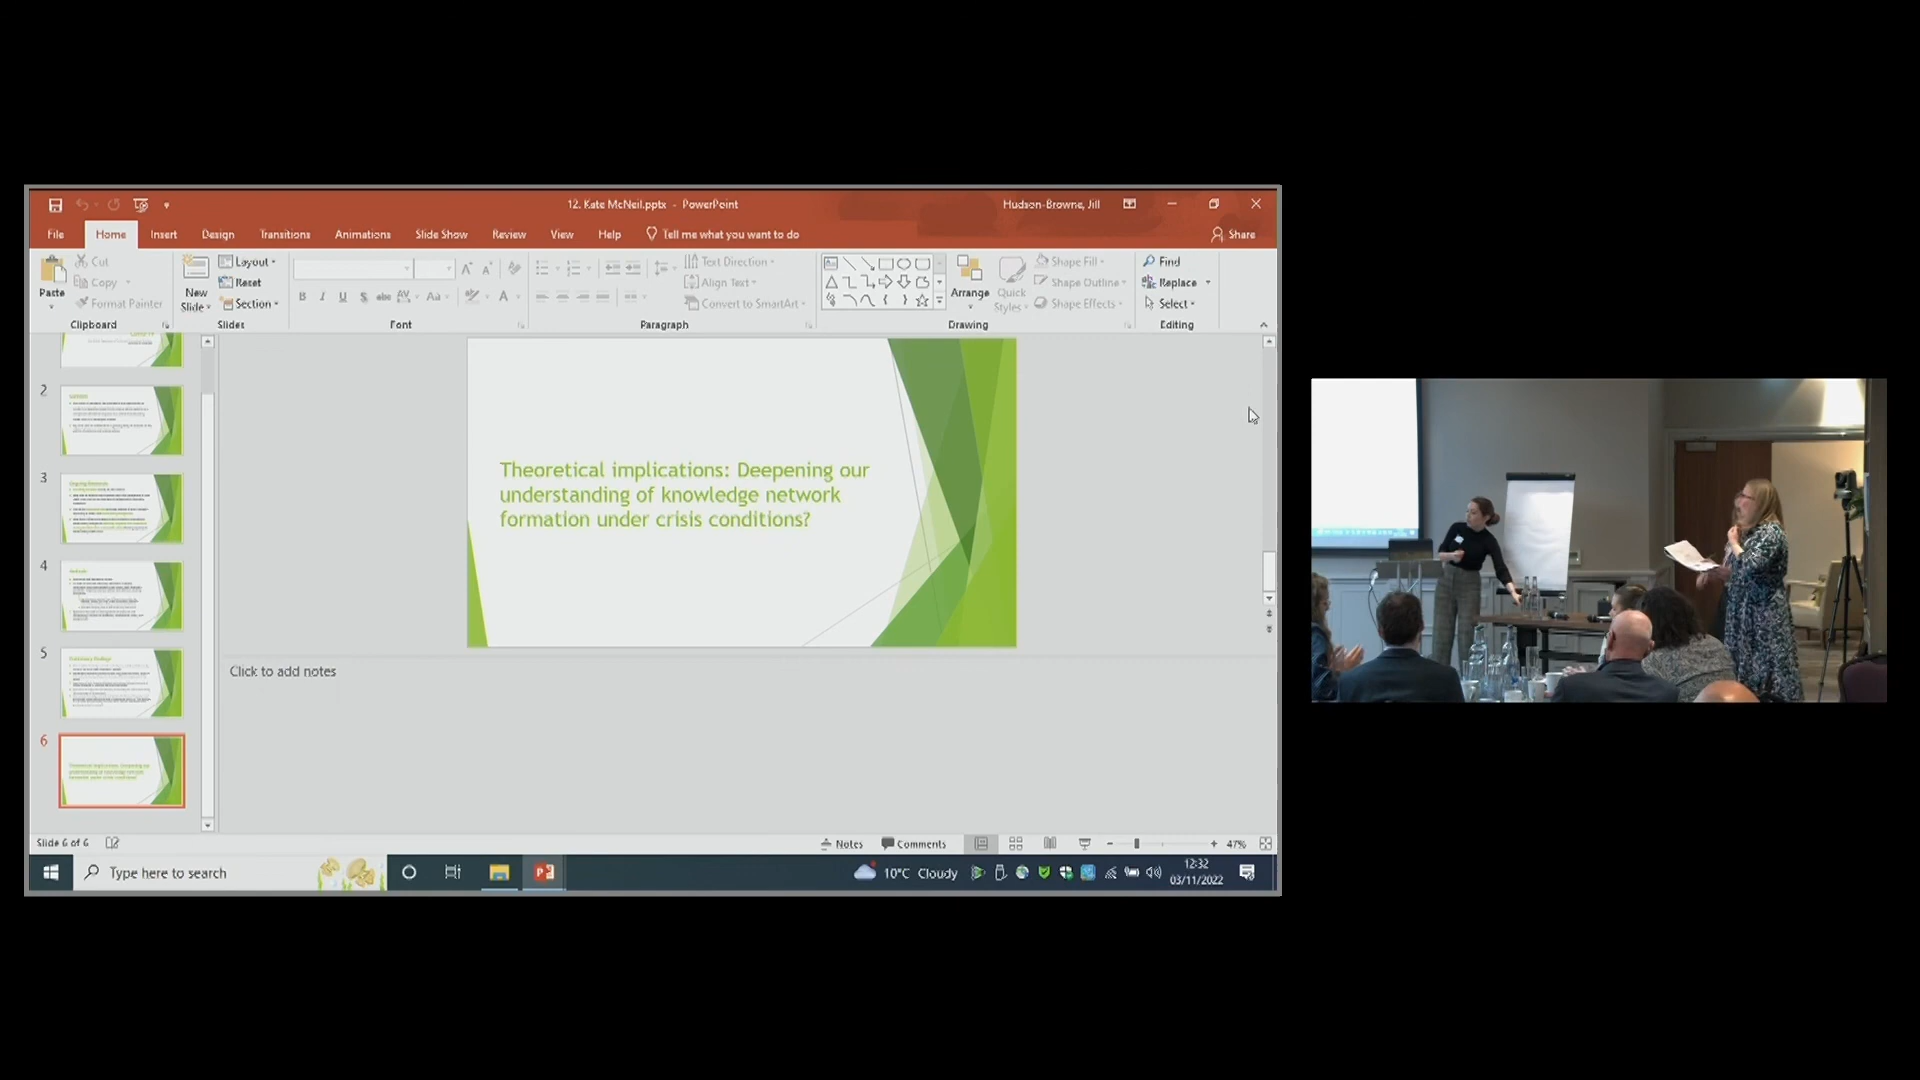 12. Kate McNeil.pptx - PowerPoint
Hudson-Browne, Jill
File Home Insert Design Transitions Animations Slide Show Review View Help Tell me what you want to do
Share
Paste
Cut
Copy
Format Painter
Clipboard
New
Slide
Layout
Reset
Section
Slides
Font
Text Direction
Align Text
Convert to SmartArt
Paragraph
Arrange
Quick
Styles
Shape Fill
Shape Outline
Shape Effects
Drawing
Find
Replace
Select
Editing
2
3
4
5
6
Theoretical implications: Deepening our
understanding of knowledge network
formation under crisis conditions?
Click to add notes
Slide 6 of 6
Notes
Comments
47%
Type here to search
10°C Cloudy
12:32
03/11/2022